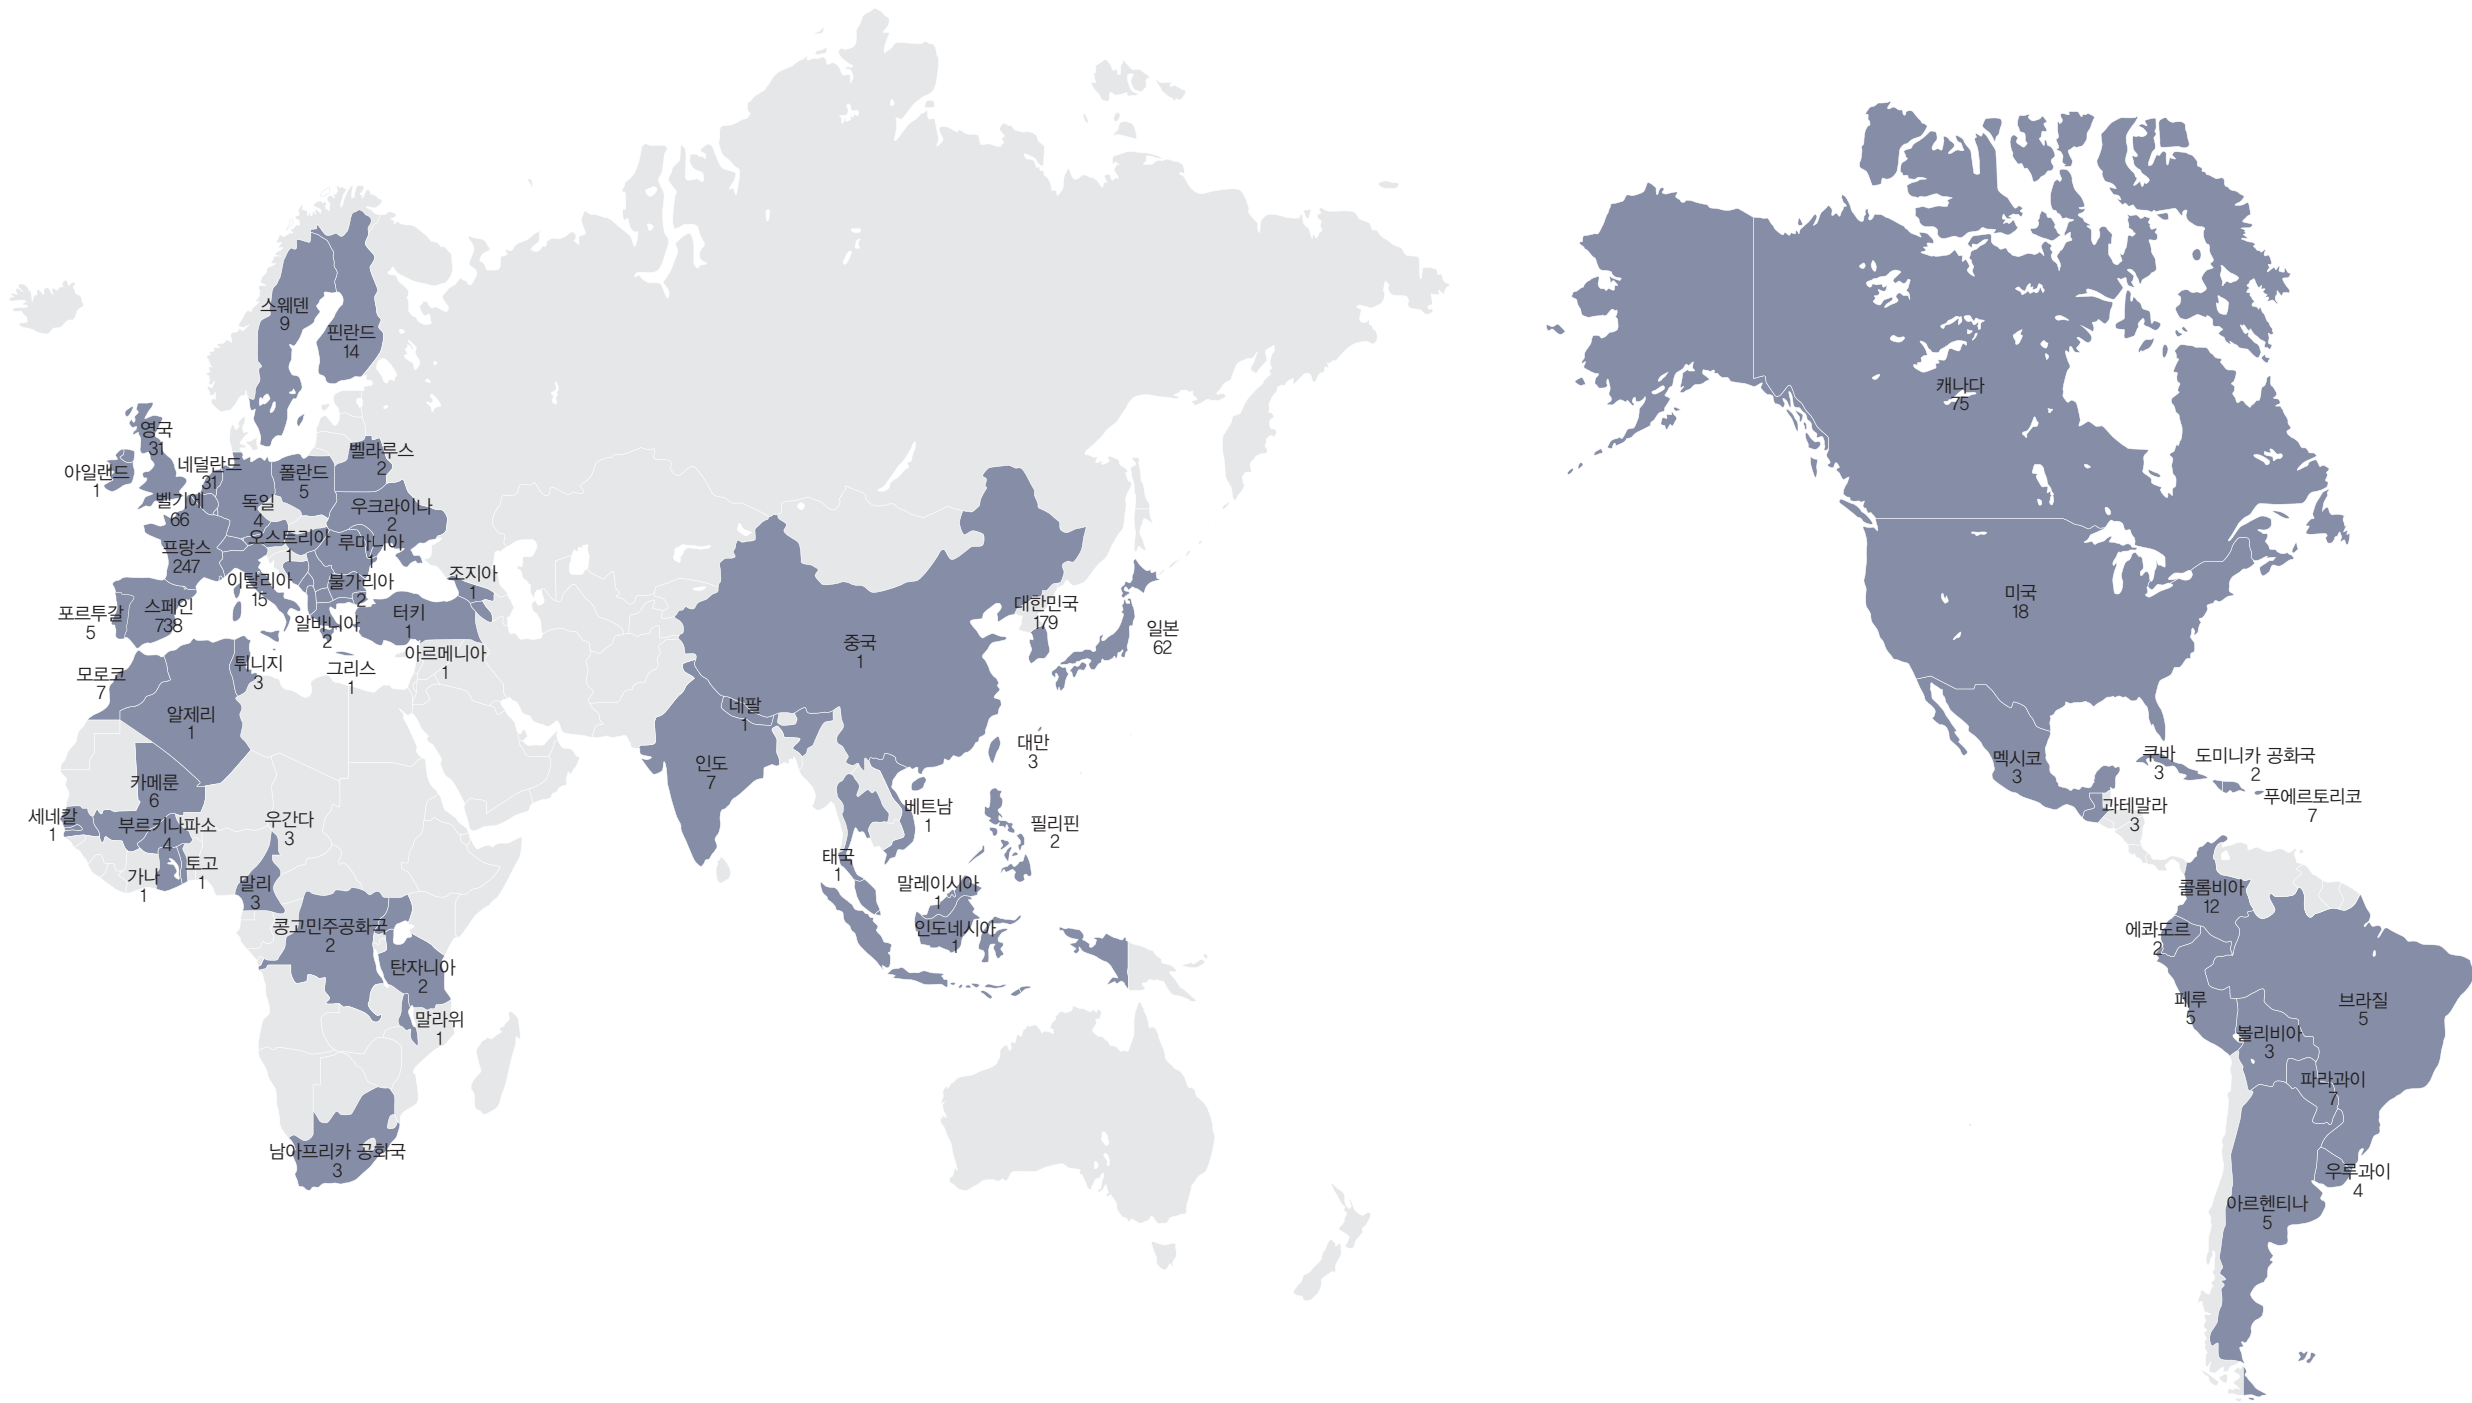 스웨덴
9
핀란드
14
영국
31
아일랜드
1
네덜란드
31
벨기에
66
독일
4
폴란드
5
벨라루스
2
우크라이나
2
오스트리아
1
루마니아
1
프랑스
247
이탈리아
15
불가리아
2
조지아
1
포르투갈
5
스페인
738
알바니아
2
터키
1
아르메니아
1
그리스
1
모로코
7
튀니지
3
알제리
1
카메룬
6
세네갈
1
부르키나파소
4
우간다
3
가나
1
토고
1
말리
3
콩고민주공화국
2
탄자니아
2
말라위
1
남아프리카 공화국
3
대한민국
179
일본
62
중국
1
네팔
1
인도
7
대만
3
베트남
1
필리핀
2
태국
1
말레이시아
1
인도네시아
1
캐나다
75
미국
18
멕시코
3
쿠바
3
도미니카 공화국
2
푸에르토리코
7
과테말라
3
콜롬비아
12
에콰도르
2
페루
5
브라질
5
볼리비아
3
파라과이
7
우루과이
4
아르헨티나
5